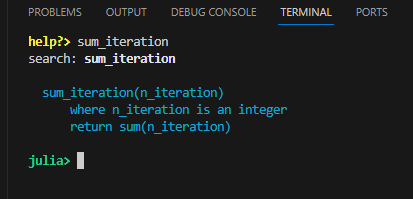 PROBLEMS OUTPUT DEBUG CONSOLE TERMINAL PORTS
help?> sum_iteration
search: sum_iteration
sum_iteration(n_iteration)
where n_iteration is an integer
return sum(n_iteration)
julia>